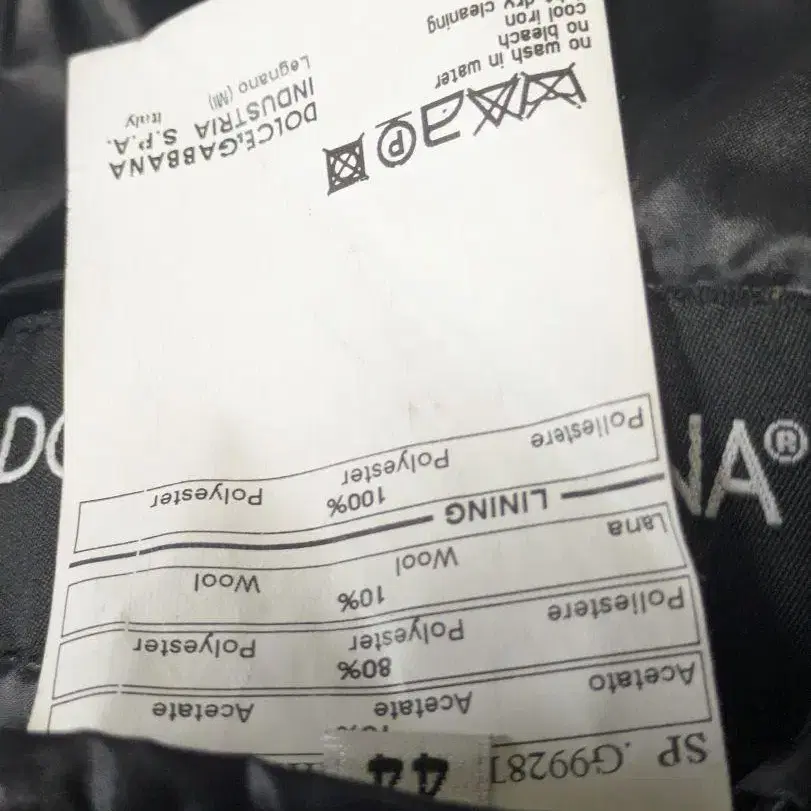 SP .G9928
44
Acetato Acetate Acetate
80%
Poliestere Polyester Polyester
10%
Lana Wool Wool
LINING
100%
Poliestere Polyester Polyester
no wash in water
no bleach
cool iron
dry cleaning
DOLCE&GABBANA
INDUSTRIA S.P.A.
Legnano (MI) Italy
NA®